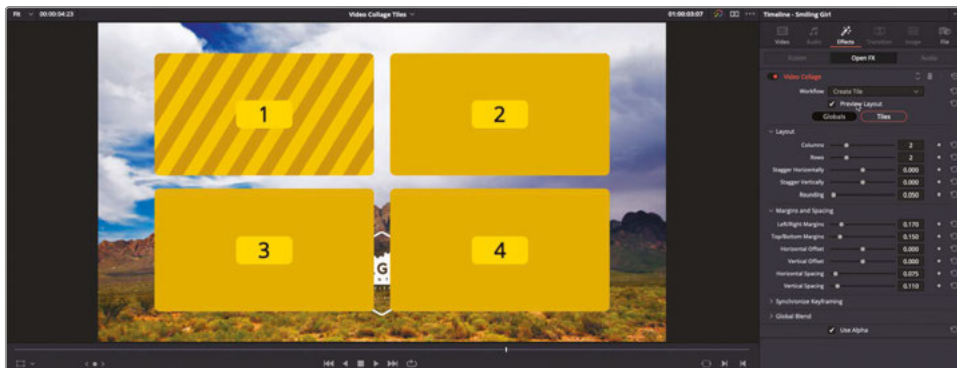 Fit 00:00:04:23 Video Collage Tiles 01:00:03:07 Timeline - Smiling Girl
Video Audio Effects Transition Image File
Fusion Open FX Audio
Video Collage
Workflow Create Tile
Preview Layout
Globals Tiles
Layout
Columns 2
Rows 2
Stagger Horizontally 0.000
Stagger Vertically 0.000
Rounding 0.050
Margins and Spacing
Left/Right Margins 0.170
Top/Bottom Margins 0.150
Horizontal Offset 0.000
Vertical Offset 0.000
Horizontal Spacing 0.075
Vertical Spacing 0.110
Synchronize Keyframing
Global Blend
Use Alpha
1 2
3 4
G